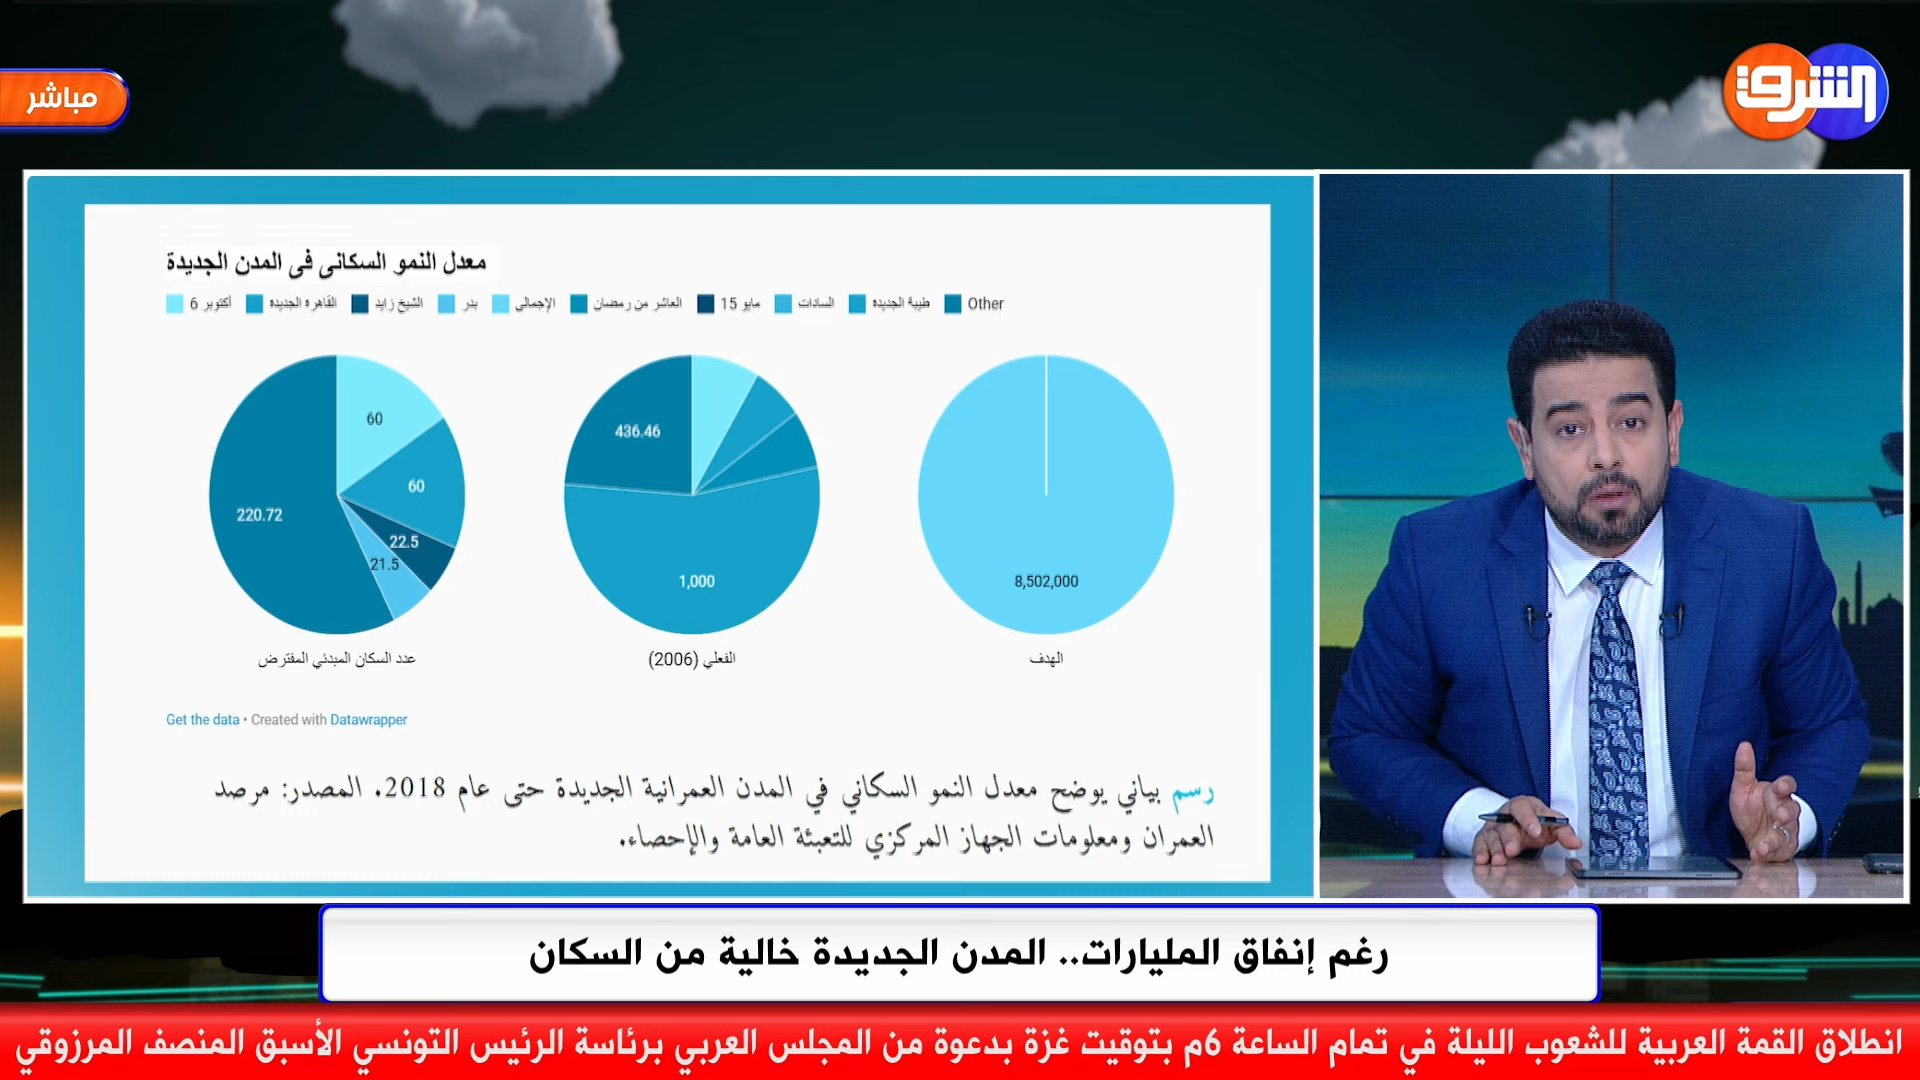 مباشر
الشرق
معدل النمو السكانى فى المدن الجديدة
6 أكتوبر
القاهرة الجديدة
الشيخ زايد
بدر
الإجمالي
العاشر من رمضان
15 مايو
السادات
طيبة الجديدة
Other
60
60
22.5
21.5
220.72
436.46
1,000
8,502,000
عدد السكان المبدئي المفترض
الفعلي (2006)
الهدف
Get the data • Created with Datawrapper
رسم بياني يوضح معدل النمو السكاني في المدن العمرانية الجديدة حتى عام 2018. المصدر: مرصد
العمران ومعلومات الجهاز المركزي للتعبئة العامة والإحصاء.
رغم إنفاق المليارات.. المدن الجديدة خالية من السكان
انطلاق القمة العربية للشعوب الليلة في تمام الساعة 6م بتوقيت غزة بدعوة من المجلس العربي برئاسة الرئيس التونسي الأسبق المنصف المرزوقي